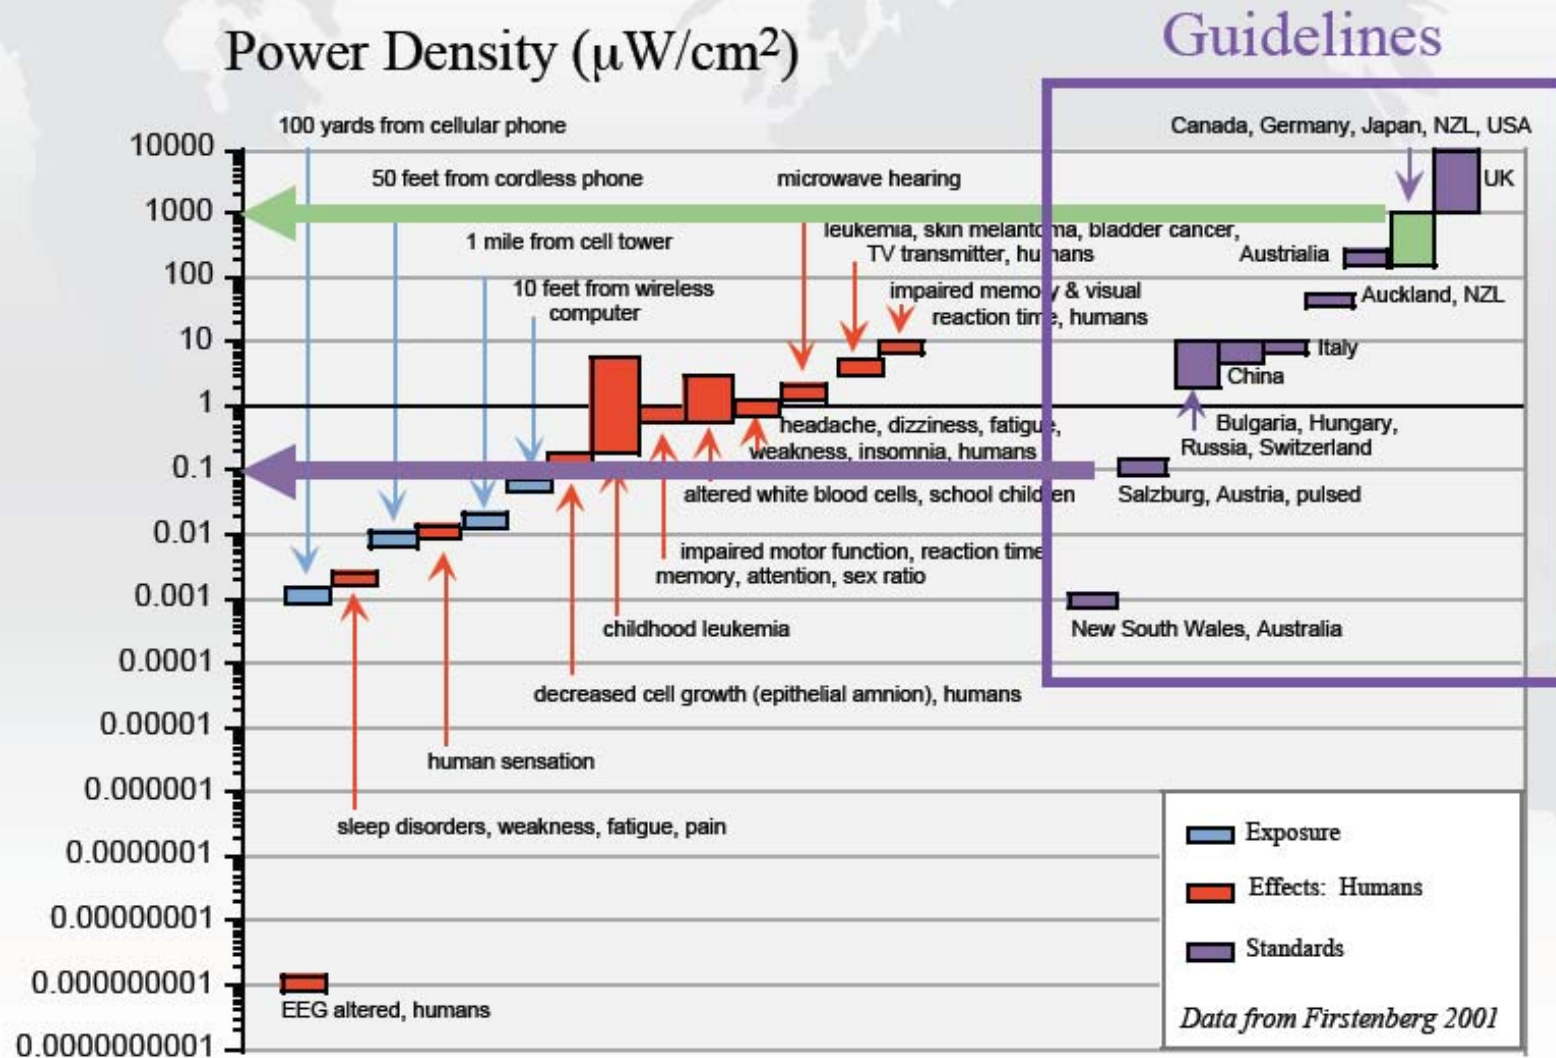 Power Density (μW/cm²)
Guidelines
100 yards from cellular phone
Canada, Germany, Japan, NZL, USA
10000
50 feet from cordless phone
microwave hearing
UK
1000
leukemia, skin melantoma, bladder cancer,
TV transmitter, humans
1 mile from cell tower
Austrialia
100
10 feet from wireless
computer
impaired memory & visual
reaction time, humans
Auckland, NZL
10
Italy
China
1
headache, dizziness, fatigue,
weakness, insomnia, humans
Bulgaria, Hungary,
Russia, Switzerland
0.1
altered white blood cells, school children
Salzburg, Austria, pulsed
0.01
impaired motor function, reaction time
memory, attention, sex ratio
0.001
childhood leukemia
New South Wales, Australia
0.0001
decreased cell growth (epithelial amnion), humans
0.00001
human sensation
0.000001
sleep disorders, weakness, fatigue, pain
0.0000001
0.00000001
0.000000001
EEG altered, humans
0.0000000001
Exposure
Effects: Humans
Standards
Data from Firstenberg 2001